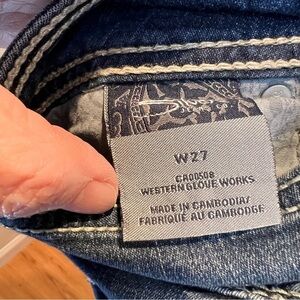 W27
CA00508
WESTERN GLOVE WORKS
MADE IN CAMBODIA/
FABRIQUÉ AU CAMBODGE